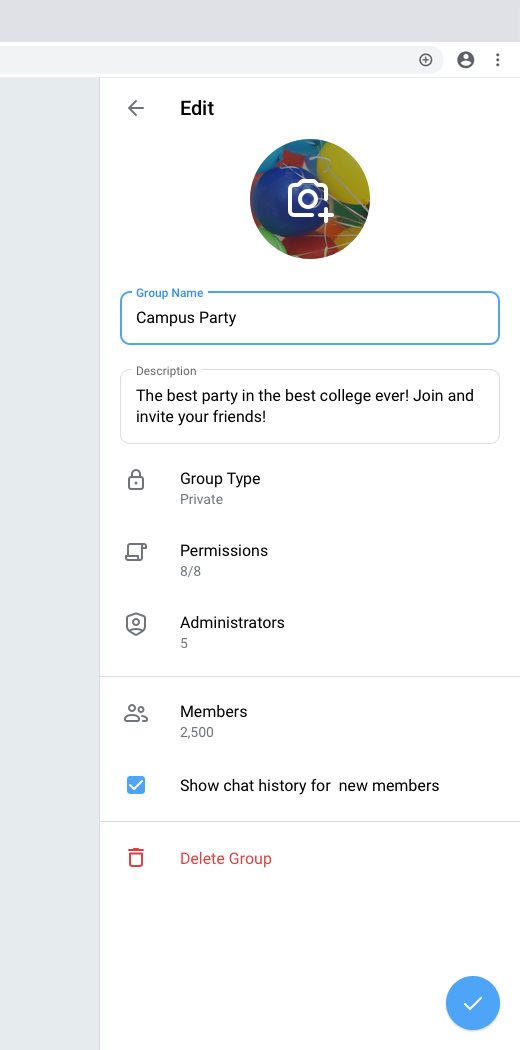 Edit
Group Name
Campus Party
Description
The best party in the best college ever! Join and
invite your friends!
Group Type
Private
Permissions
8/8
Administrators
5
Members
2,500
Show chat history for  new members
Delete Group